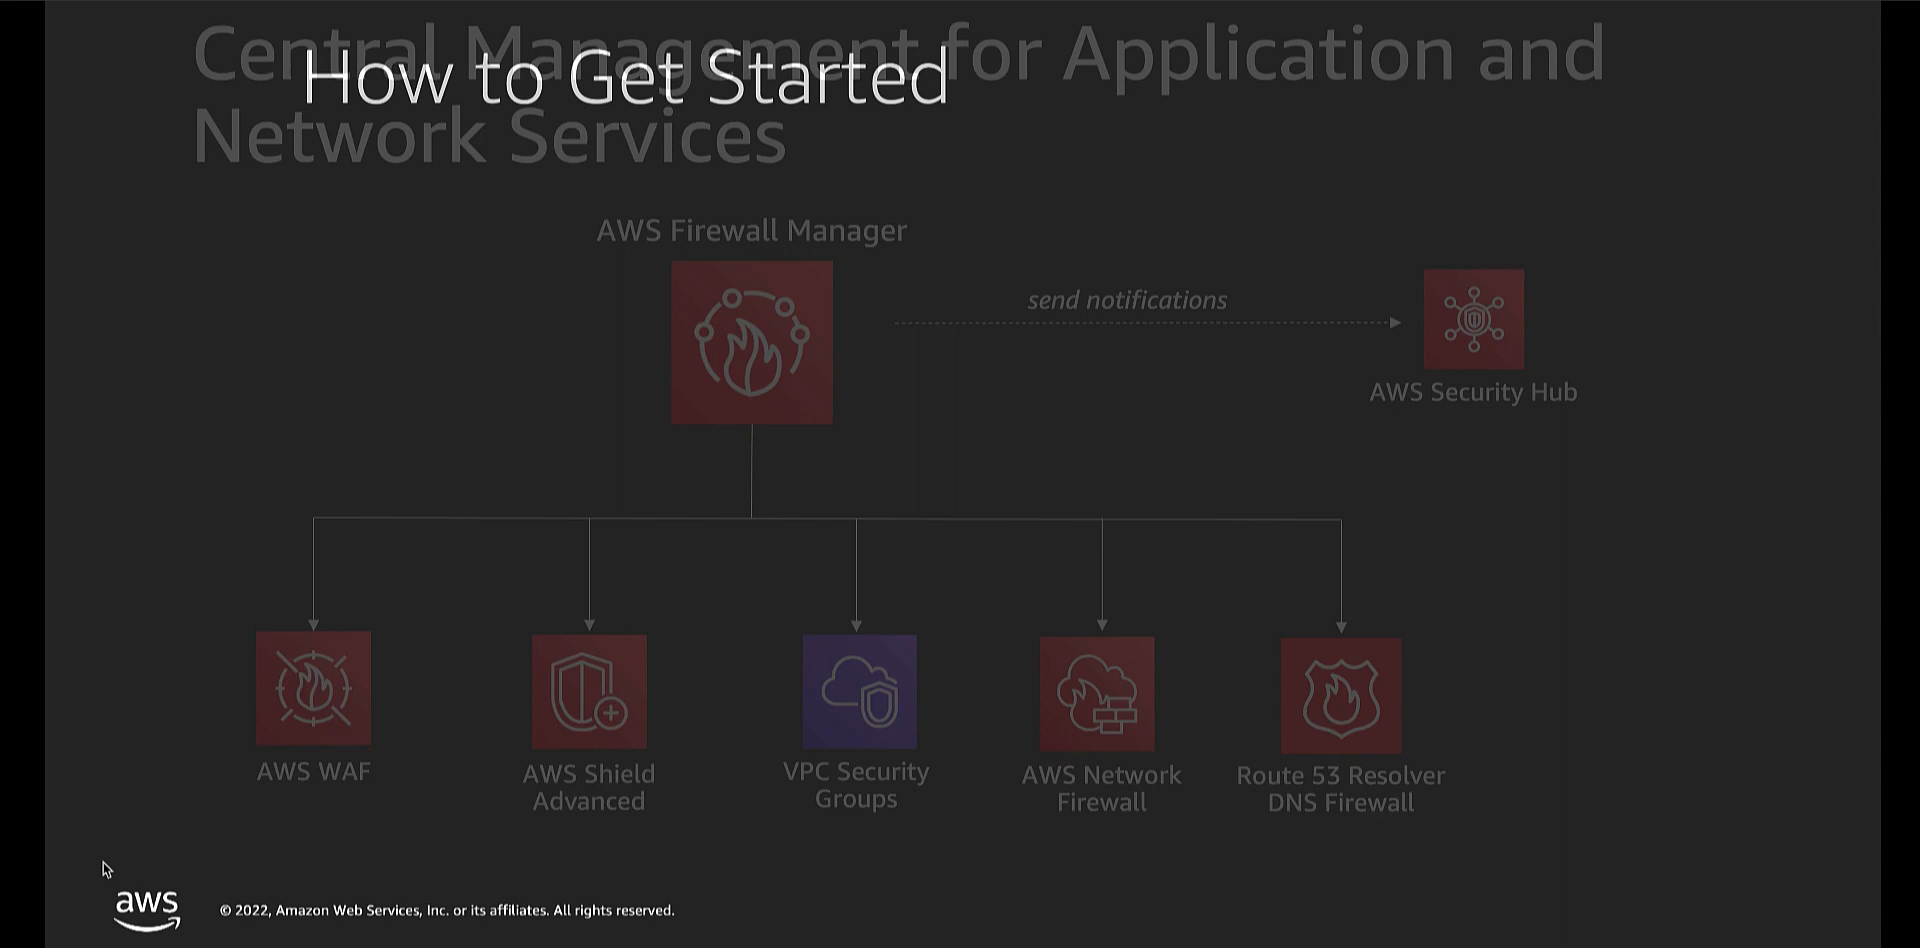 Central Management for Application and
Network Services
How to Get Started
AWS Firewall Manager
send notifications
AWS Security Hub
AWS WAF
AWS Shield
Advanced
VPC Security
Groups
AWS Network
Firewall
Route 53 Resolver
DNS Firewall
aws
© 2022, Amazon Web Services, Inc. or its affiliates. All rights reserved.